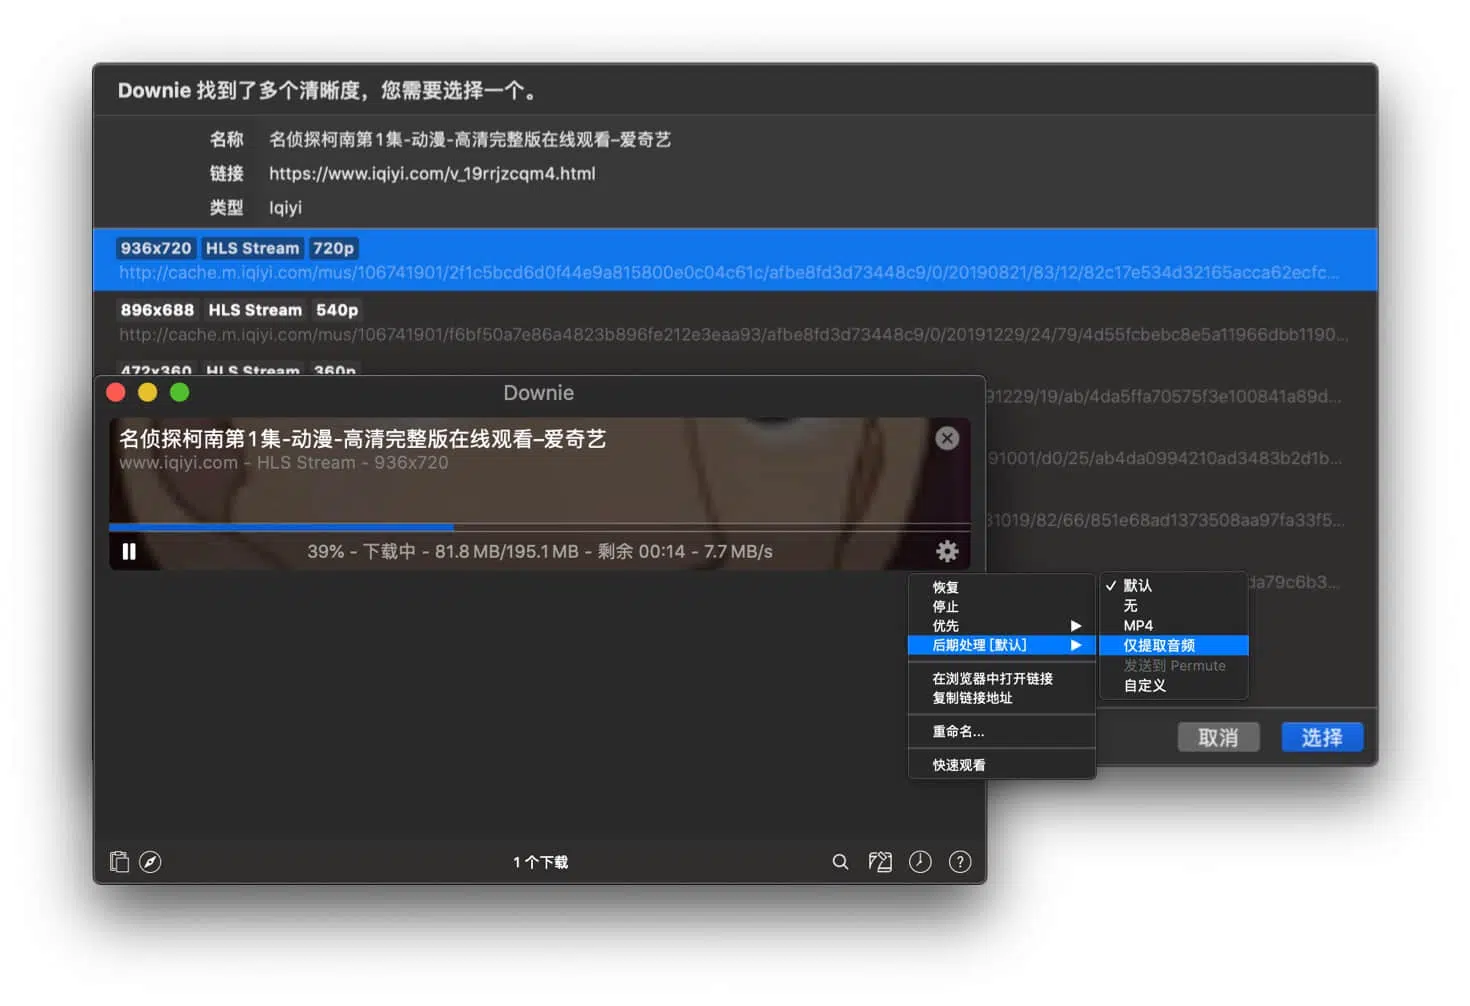 Downie 找到了多个清晰度，您需要选择一个。
名称 名侦探柯南第1集-动漫-高清完整版在线观看–爱奇艺
链接 https://www.iqiyi.com/v_19rrjzcqm4.html
类型 Iqiyi
936x720 HLS Stream 720p
http://cache.m.iqiyi.com/mus/106741901/2f1c5bcd6d0f44e9a815800e0c04c61c/afbe8fd3d73448c9/0/20190821/83/12/82c17e534d32165acca62ecfc...
896x688 HLS Stream 540p
http://cache.m.iqiyi.com/mus/106741901/f6bf50a7e86a4823b896fe212e3eaa93/afbe8fd3d73448c9/0/20191229/24/79/4d55fcbebc8e5a11966dbb1190...
472x360 HLS Stream 360p
91229/19/ab/4da5ffa70575f3e100841a89d...
91001/d0/25/ab4da0994210ad3483b2d1b...
31019/82/66/851e68ad1373508aa97fa33f5...
da79c6b3...
Downie
名侦探柯南第1集-动漫-高清完整版在线观看–爱奇艺
www.iqiyi.com - HLS Stream - 936x720
39% - 下载中 - 81.8 MB/195.1 MB - 剩余 00:14 - 7.7 MB/s
恢复
停止
优先
后期处理 [默认]
在浏览器中打开链接
复制链接地址
重命名...
快速观看
✓ 默认
无
MP4
仅提取音频
发送到 Permute
自定义
取消 选择
1 个下载